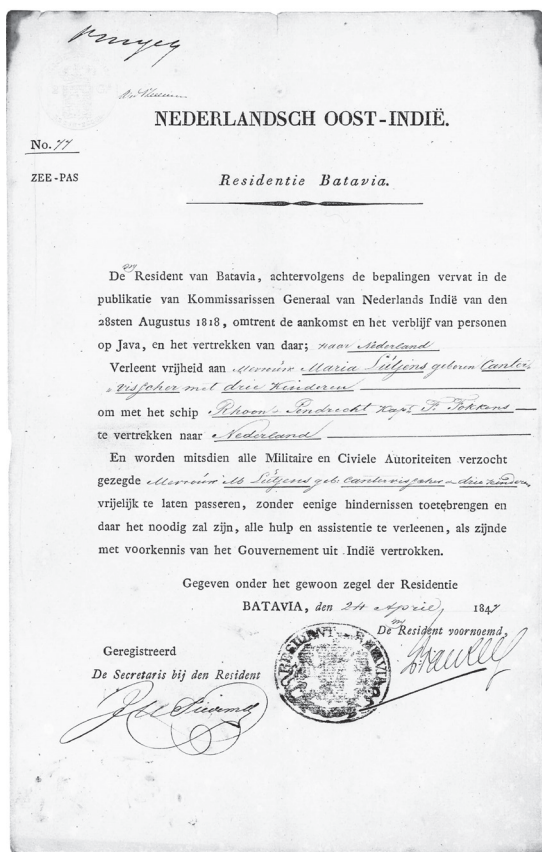 NEDERLANDSCH OOST-INDIË.
No. 77
ZEE-PAS
Residentie Batavia.
De Resident van Batavia, achtervolgens de bepalingen vervat in de
publikatie van Kommissarissen Generaal van Nederlands Indië van den
28sten Augustus 1818, omtrent de aankomst en het verblijf van personen
op Java, en het vertrekken van daar; naar Nederland
Verleent vrijheid aan Mevrouw Maria Lütjens geboren Canter
visscher met drie Kinderen
om met het schip Rhoon & Pendrecht Kapt. F. Fokkens
te vertrekken naar Nederland
En worden mitsdien alle Militaire en Civiele Autoriteiten verzocht
gezegde Mevrouw M. Lütjens geb. Cantervisscher & drie kinderen
vrijelijk te laten passeren, zonder eenige hindernissen toetebrengen en
daar het noodig zal zijn, alle hulp en assistentie te verleenen, als zijnde
met voorkennis van het Gouvernement uit Indië vertrokken.
Gegeven onder het gewoon zegel der Residentie
BATAVIA, den 24 April 1847
De Resident voornoemd,
Geregistreerd
De Secretaris bij den Resident